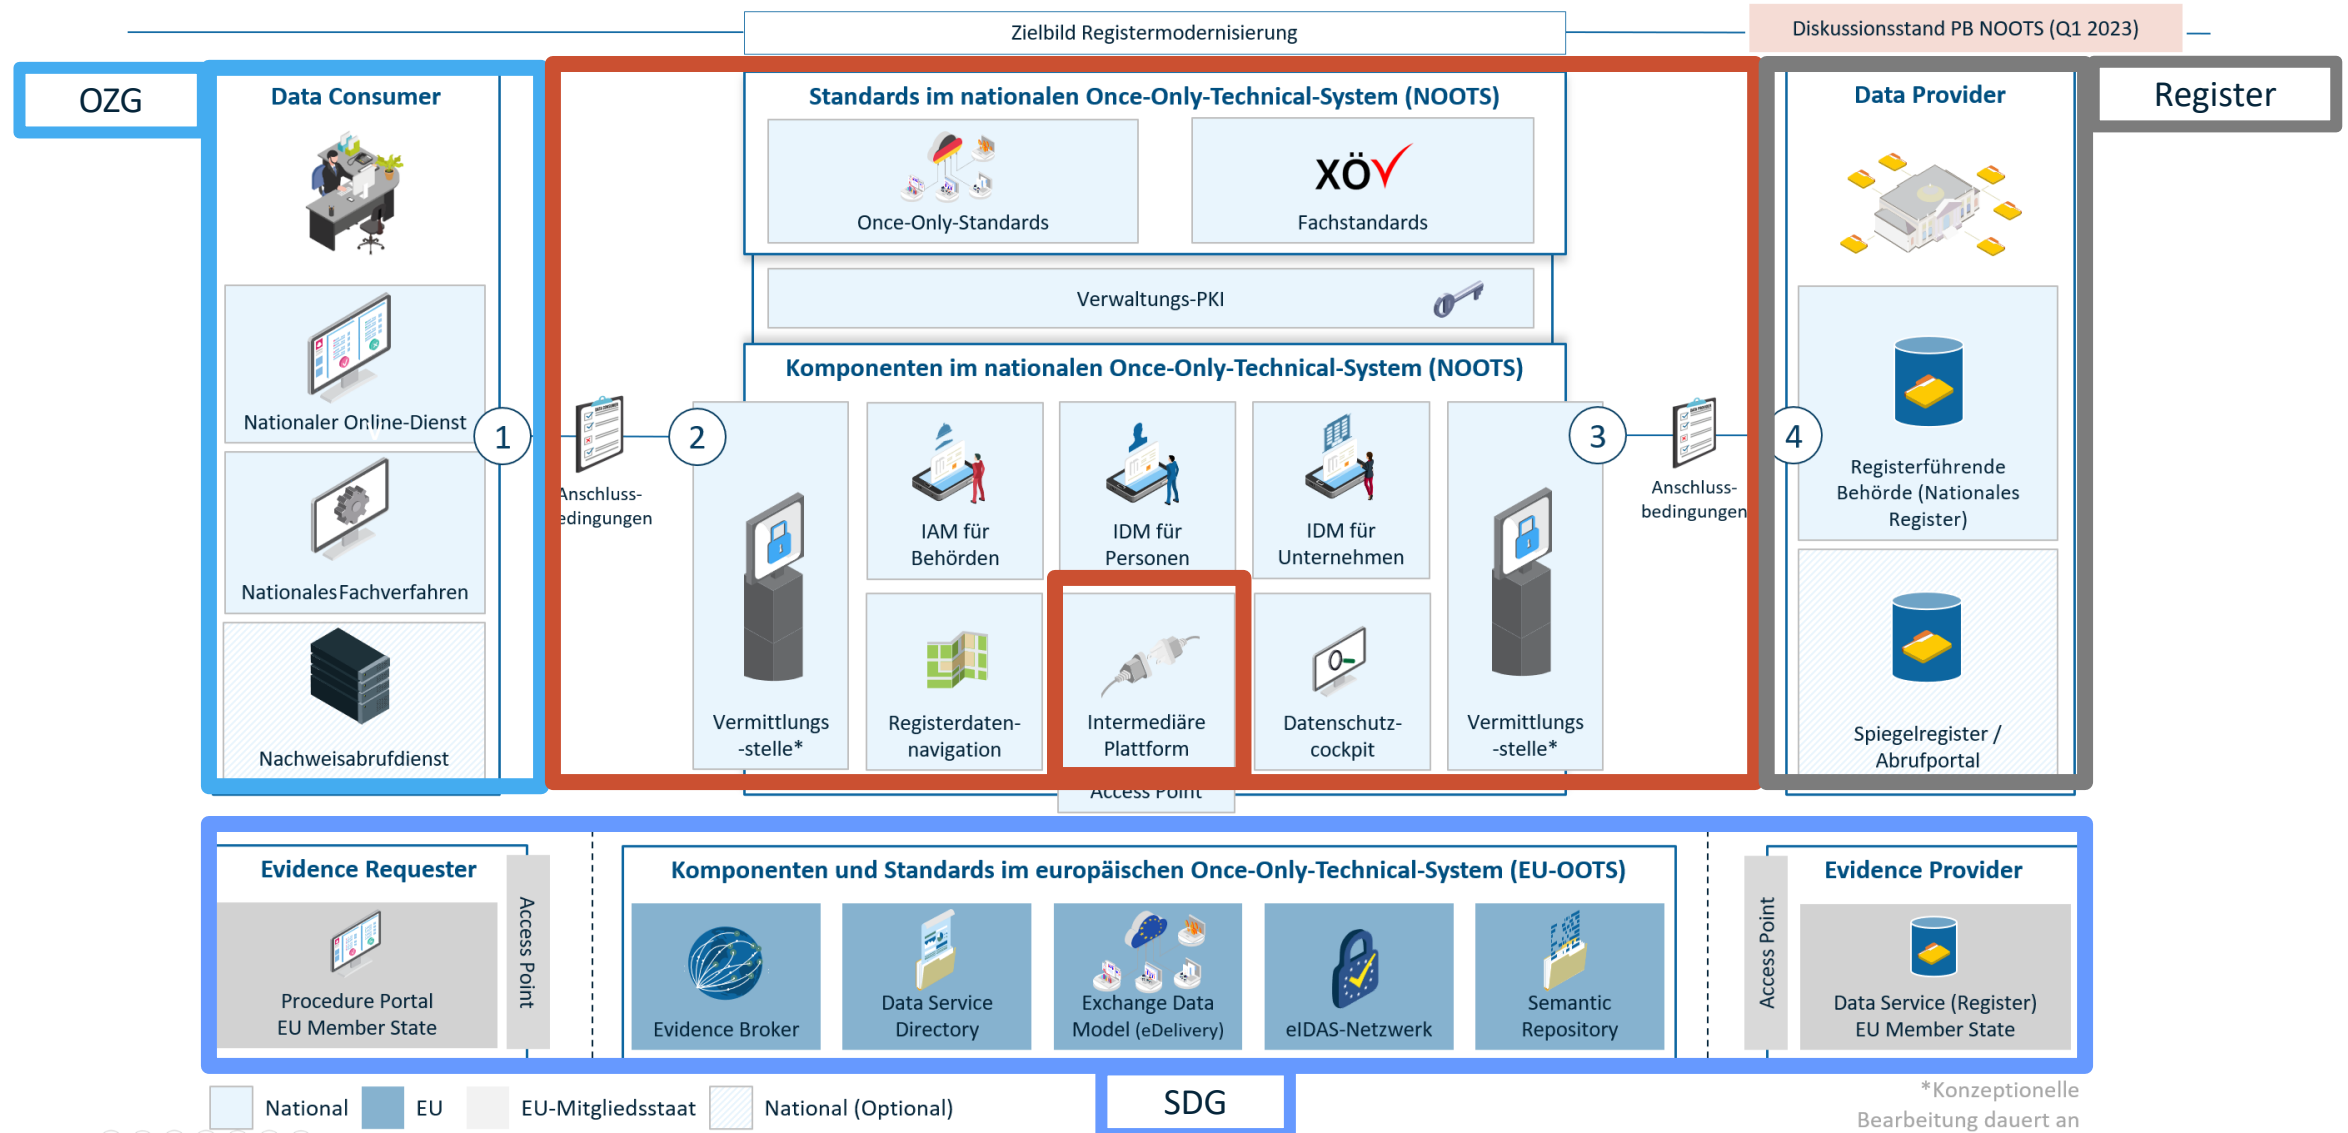 Zielbild Registermodernisierung
Diskussionsstand PB NOOTS (Q1 2023)
OZG
Data Consumer
Nationaler Online-Dienst
Nationales Fachverfahren
Nachweisabrufdienst
1
Anschluss-
edingungen
2
Standards im nationalen Once-Only-Technical-System (NOOTS)
Once-Only-Standards
XÖV
Fachstandards
Verwaltungs-PKI
Komponenten im nationalen Once-Only-Technical-System (NOOTS)
Vermittlungs
-stelle*
IAM für
Behörden
IDM für
Personen
IDM für
Unternehmen
Registerdaten-
navigation
Intermediäre
Plattform
Datenschutz-
cockpit
Vermittlungs
-stelle*
Access Point
3
Anschluss-
bedingungen
4
Data Provider
Register
Registerführende
Behörde (Nationales
Register)
Spiegelregister /
Abrufportal
Evidence Requester
Procedure Portal
EU Member State
Access Point
Komponenten und Standards im europäischen Once-Only-Technical-System (EU-OOTS)
Evidence Broker
Data Service
Directory
Exchange Data
Model (eDelivery)
eIDAS-Netzwerk
Semantic
Repository
Access Point
Evidence Provider
Data Service (Register)
EU Member State
National
EU
EU-Mitgliedsstaat
National (Optional)
SDG
*Konzeptionelle
Bearbeitung dauert an